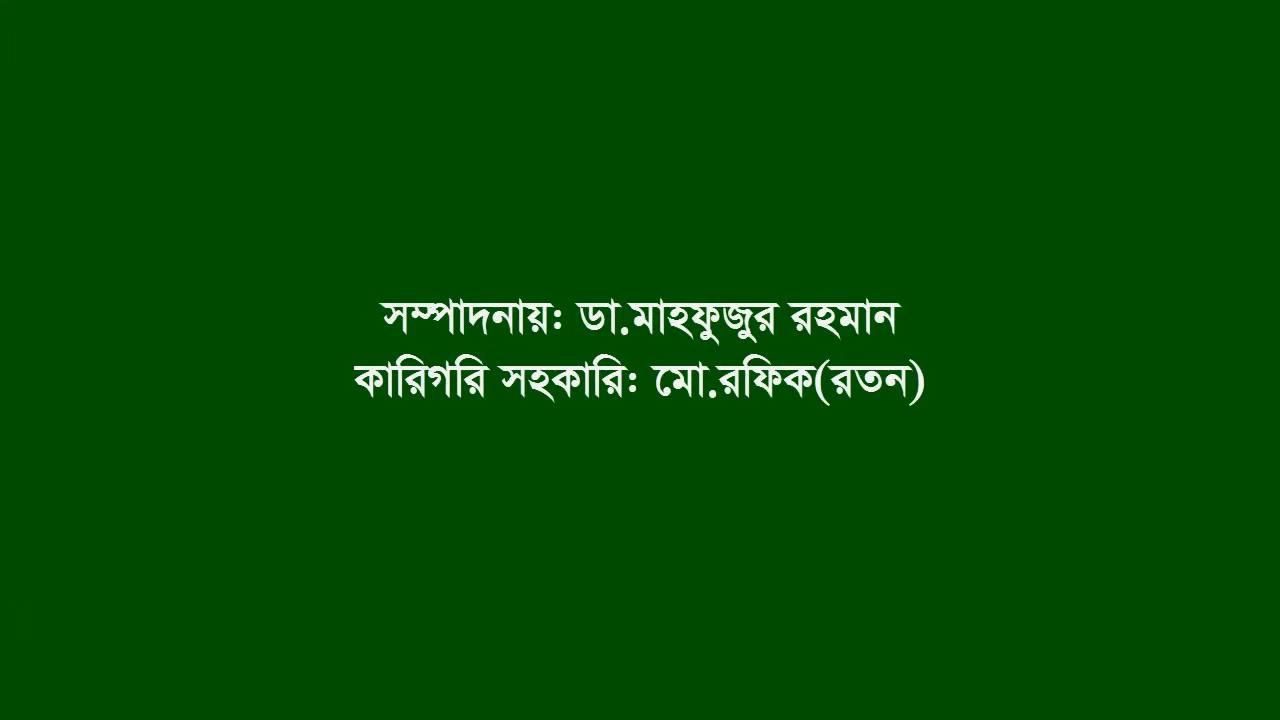 সম্পাদনায়ঃ ডা.মাহফুজুর রহমান
কারিগরি সহকারিঃ মো.রফিক(রতন)